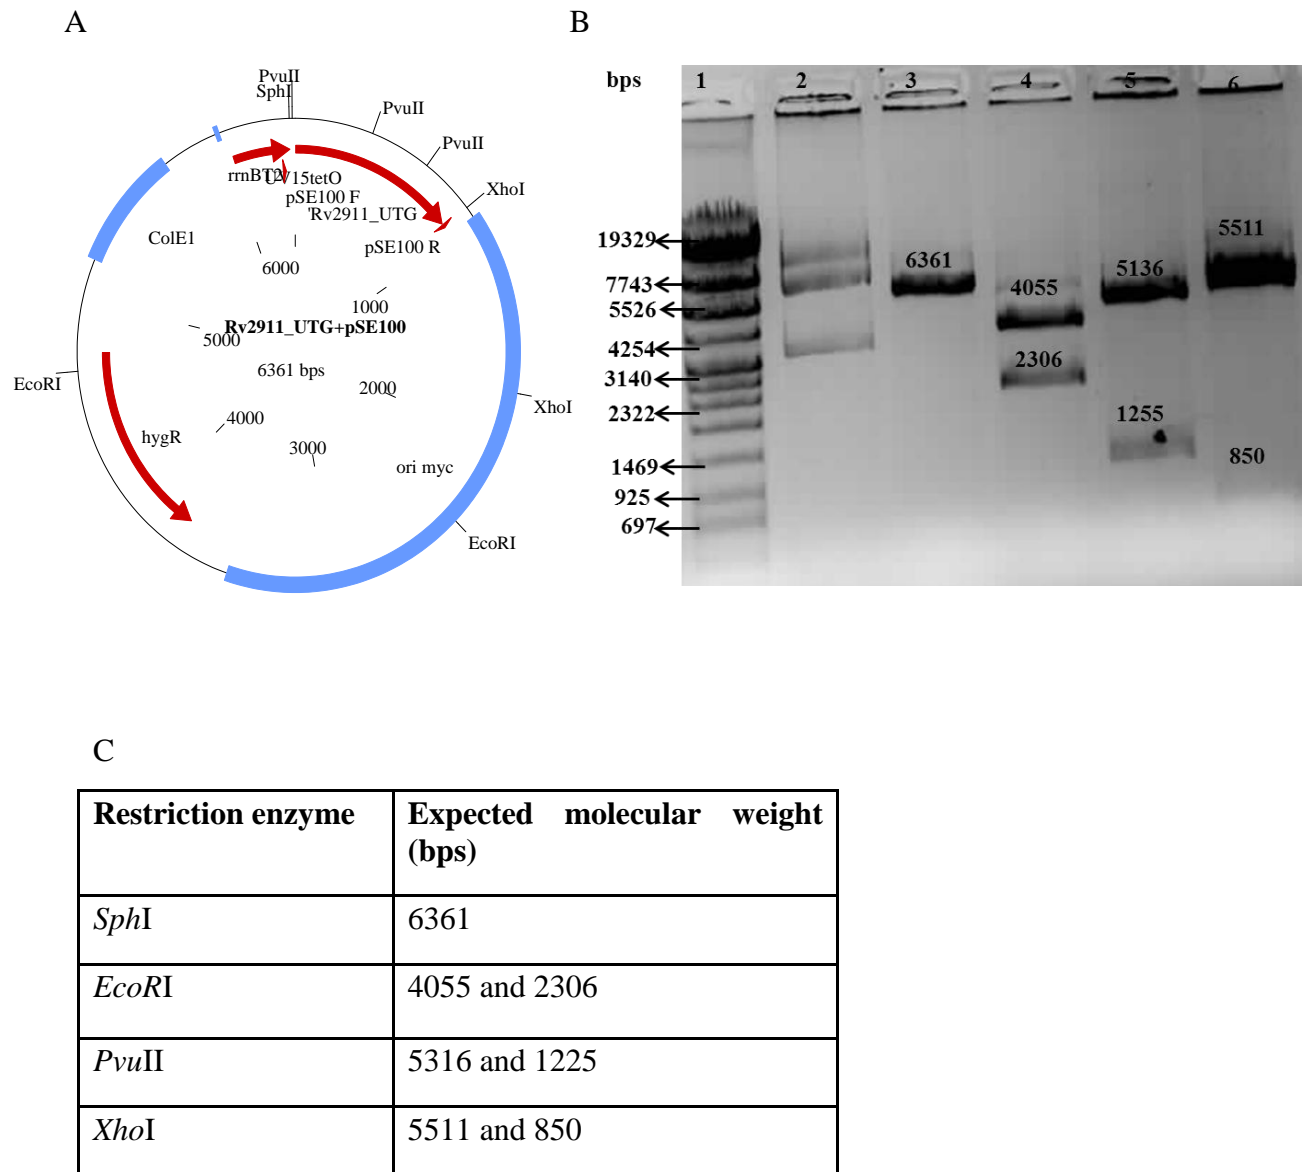 A
B
PvuII
SphI
PvuII
PvuII
XhoI
rrnBT2
UV15tetO
pSE100 F
'Rv2911_UTG
pSE100 R
ColE1
6000
1000
Rv2911_UTG+pSE100
5000
6361 bps
EcoRI
2000
XhoI
4000
hygR
3000
ori myc
EcoRI
bps
1
2
3
4
5
6
19329
7743
5526
4254
3140
2322
1469
925
697
6361
4055
2306
5136
1255
5511
850
C
Restriction enzyme
Expected molecular weight
(bps)
SphI
6361
EcoRI
4055 and 2306
PvuII
5316 and 1225
XhoI
5511 and 850